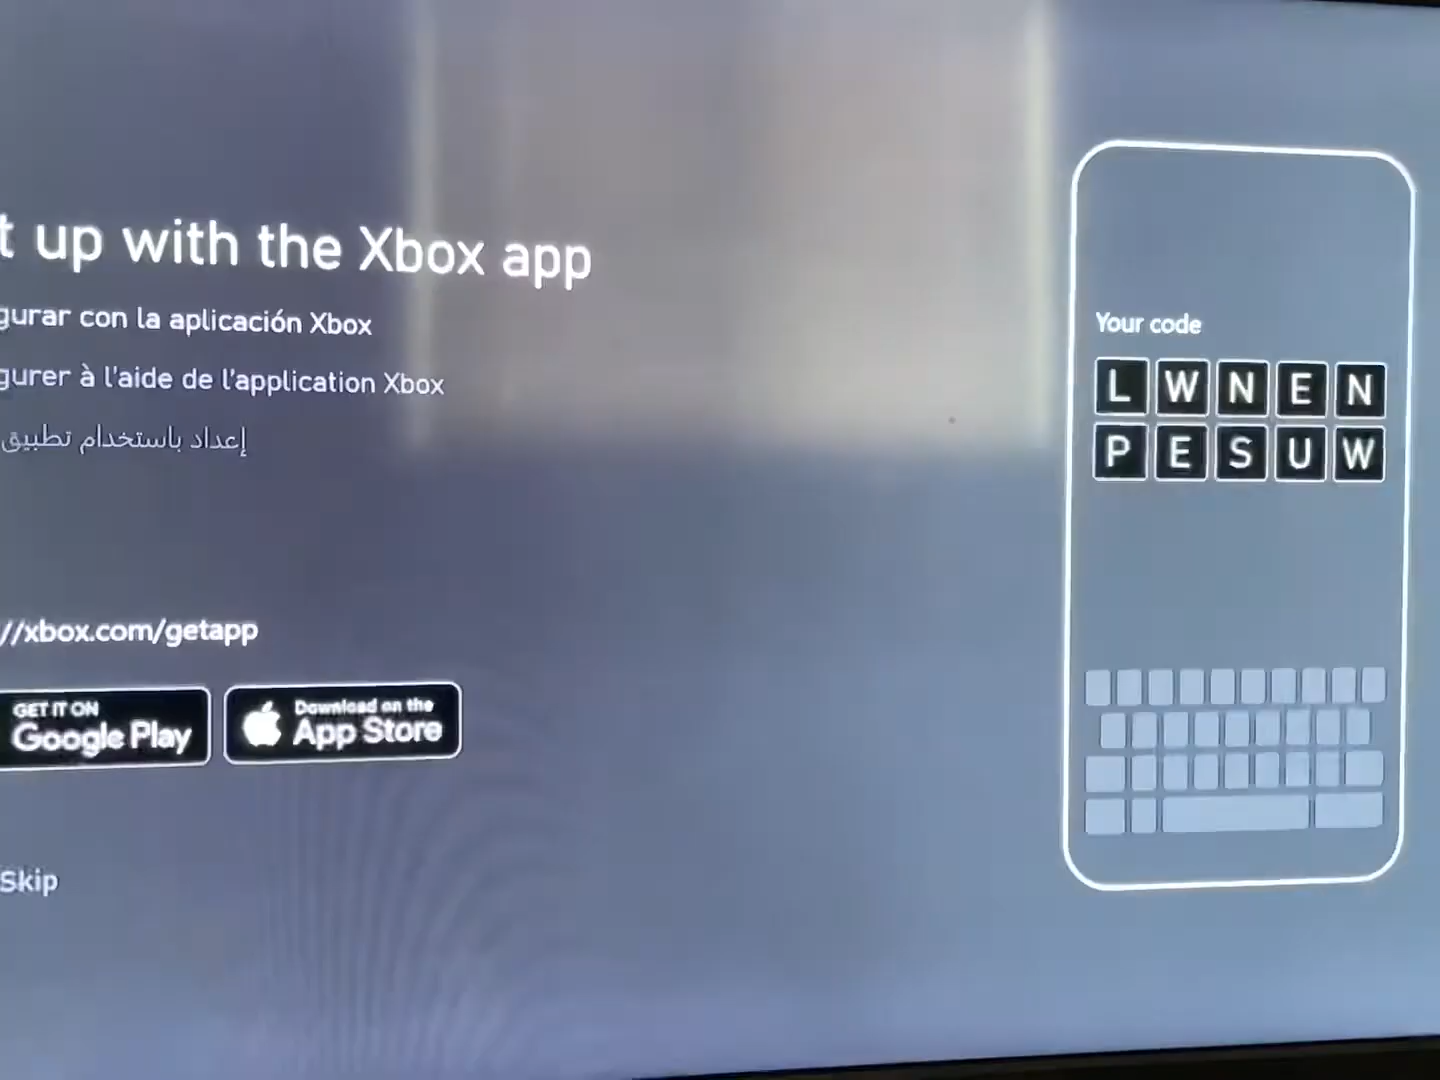 t up with the Xbox app
gurar con la aplicación Xbox
gurer à l'aide de l'application Xbox
إعداد باستخدام تطبيق
//xbox.com/getapp
GET IT ON
Google Play
Download on the
App Store
Skip
Your code
L W N E N
P E S U W